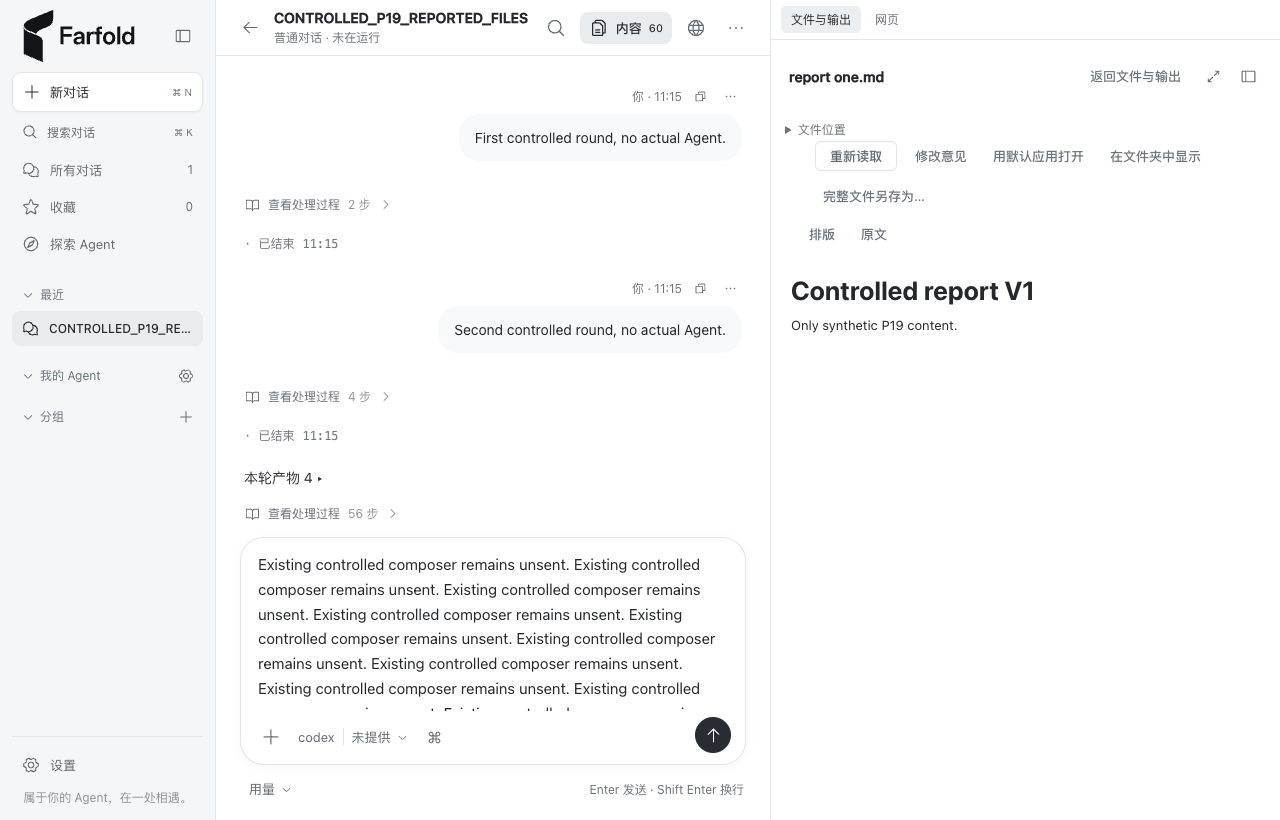 Farfold
新对话 ⌘ N
搜索对话 ⌘ K
所有对话 1
收藏 0
探索 Agent
最近
CONTROLLED_P19_RE...
我的 Agent
分组
设置
属于你的 Agent，在一处相遇。
CONTROLLED_P19_REPORTED_FILES
普通对话 · 未在运行
内容 60
你 · 11:15
First controlled round, no actual Agent.
查看处理过程 2 步
· 已结束 11:15
你 · 11:15
Second controlled round, no actual Agent.
查看处理过程 4 步
· 已结束 11:15
本轮产物 4
查看处理过程 56 步
Existing controlled composer remains unsent. Existing controlled
composer remains unsent. Existing controlled composer remains
unsent. Existing controlled composer remains unsent. Existing
controlled composer remains unsent. Existing controlled composer
remains unsent. Existing controlled composer remains unsent.
Existing controlled composer remains unsent. Existing controlled
codex 未提供 ⌘
用量
Enter 发送 · Shift Enter 换行
文件与输出 网页
report one.md
返回文件与输出
文件位置
重新读取 修改意见 用默认应用打开 在文件夹中显示
完整文件另存为...
排版 原文
Controlled report V1
Only synthetic P19 content.